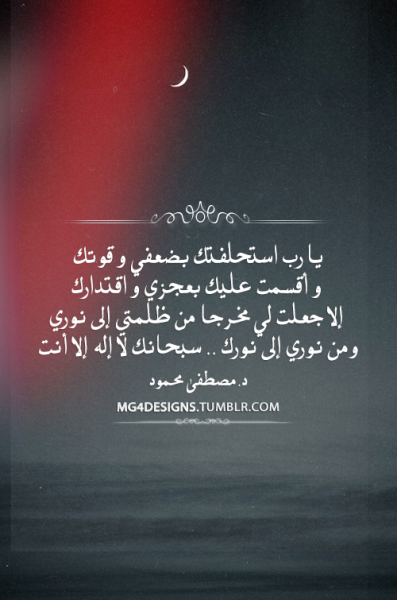 يا رب استحلفتك بضعفي و قوتك
و أقسمت عليك بعجزي و اقتدارك
إلا جعلت لي مخرجا من ظلمتي إلى نوري
ومن نوري إلى نورك .. سبحانك لا إله إلا أنت
د.مصطفىٰ محمود
MG4DESIGNS.TUMBLR.COM